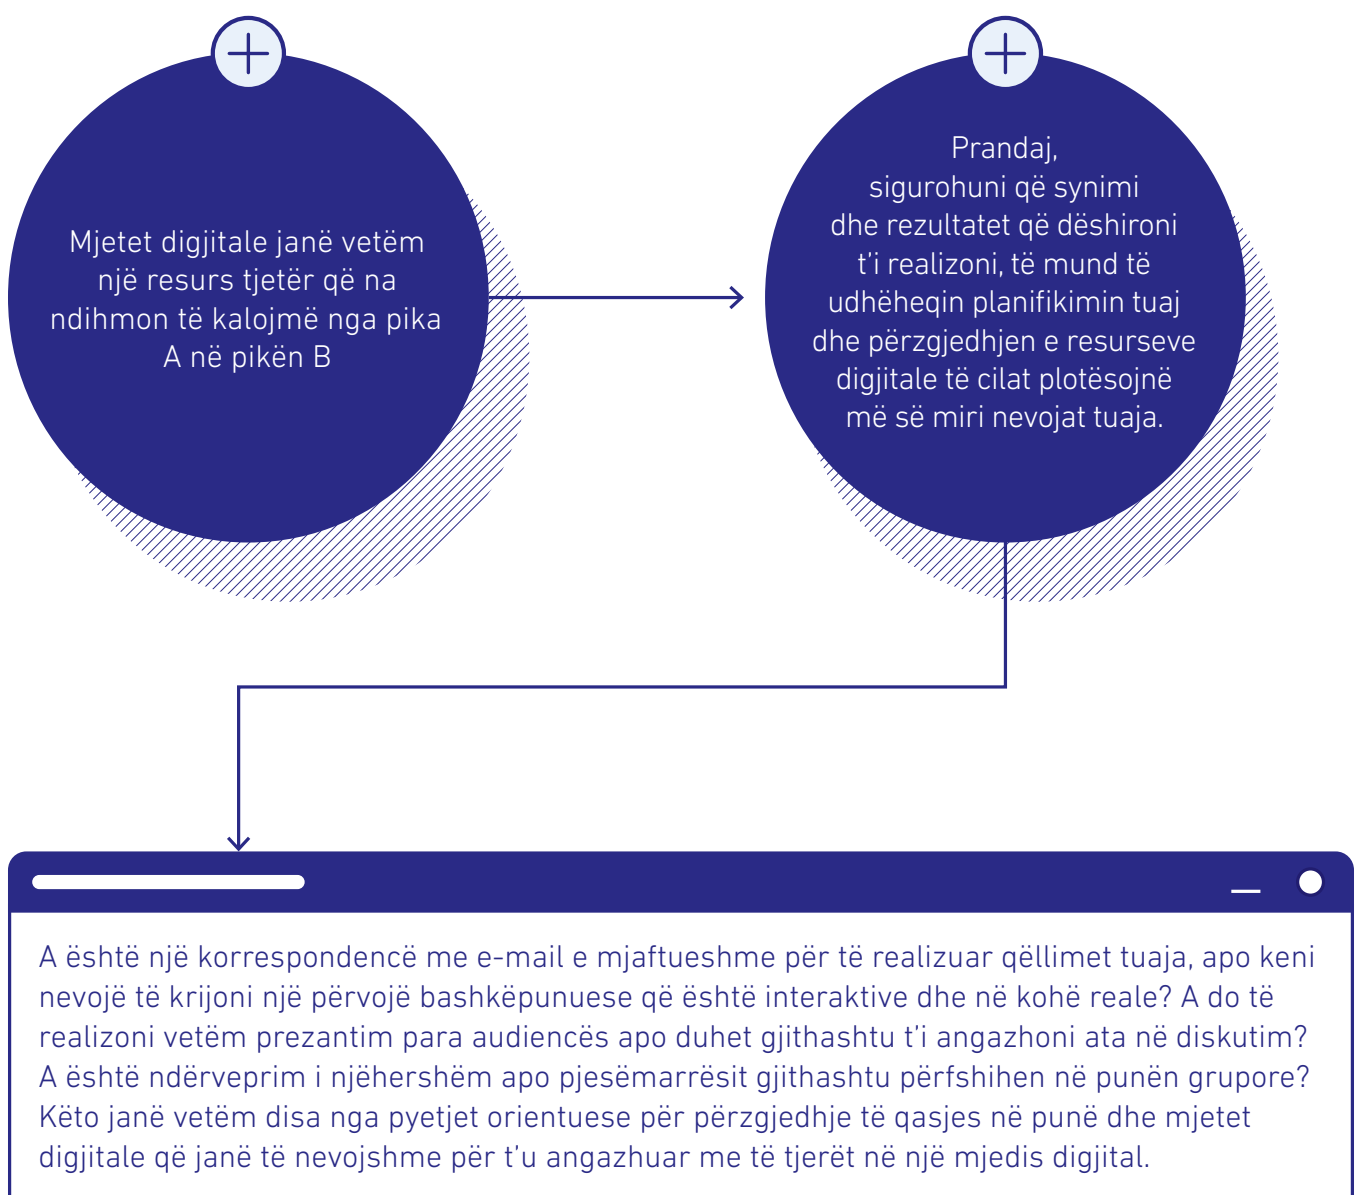 Mjetet digjitale janë vetëm
një resurs tjetër që na
ndihmon të kalojmë nga pika
A në pikën B
Prandaj,
sigurohuni që synimi
dhe rezultatet që dëshironi
t’i realizoni, të mund të
udhëheqin planifikimin tuaj
dhe përzgjedhjen e resurseve
digjitale të cilat plotësojnë
më së miri nevojat tuaja.
A është një korrespondencë me e-mail e mjaftueshme për të realizuar qëllimet tuaja, apo keni
nevojë të krijoni një përvojë bashkëpunuese që është interaktive dhe në kohë reale? A do të
realizoni vetëm prezantim para audiencës apo duhet gjithashtu t’i angazhoni ata në diskutim?
A është ndërveprim i njëhershëm apo pjesëmarrësit gjithashtu përfshihen në punën grupore?
Këto janë vetëm disa nga pyetjet orientuese për përzgjedhje të qasjes në punë dhe mjetet
digjitale që janë të nevojshme për t’u angazhuar me të tjerët në një mjedis digjital.